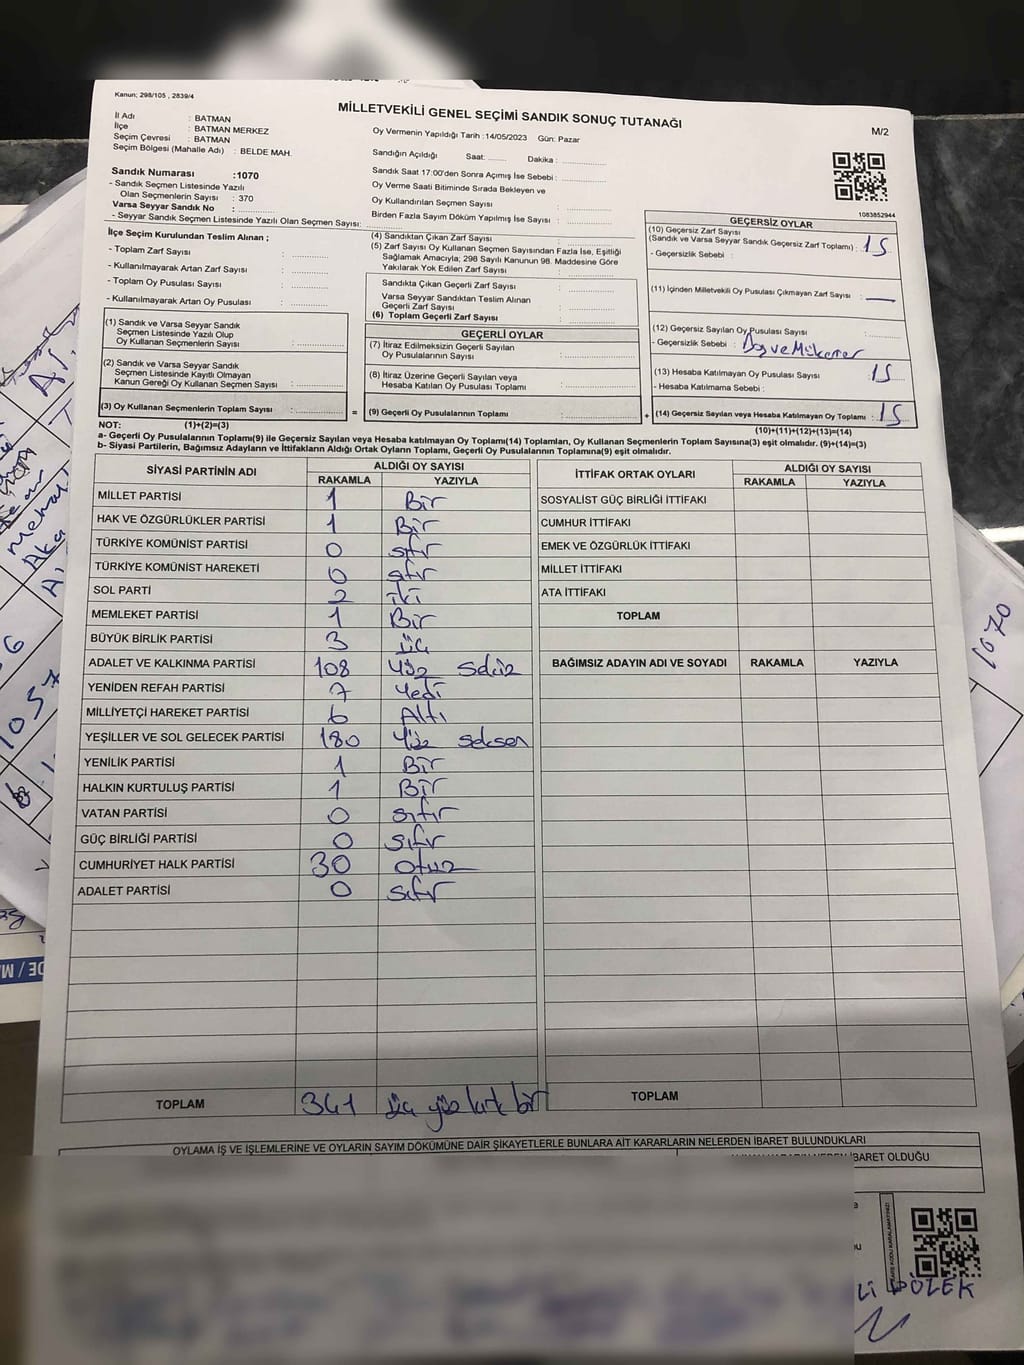 Kanun; 298/105 , 2839/4
MİLLETVEKİLİ GENEL SEÇİMİ SANDIK SONUÇ TUTANAĞI
M/2
İl Adı : BATMAN
İlçe : BATMAN MERKEZ
Seçim Çevresi : BATMAN
Seçim Bölgesi (Mahalle Adı) : BELDE MAH.
Oy Vermenin Yapıldığı Tarih :14/05/2023 Gün: Pazar
Sandığın Açıldığı Saat: ....... Dakika : ..............
Sandık Saat 17:00'den Sonra Açımış İse Sebebi : ..............
Oy Verme Saati Bitiminde Sırada Bekleyen ve
Oy Kullandırılan Seçmen Sayısı : ..............
Birden Fazla Sayım Döküm Yapılmış İse Sayısı : ..............
Sandık Numarası :1070
- Sandık Seçmen Listesinde Yazılı
Olan Seçmenlerin Sayısı : 370
Varsa Seyyar Sandık No : ..............
- Seyyar Sandık Seçmen Listesinde Yazılı Olan Seçmen Sayısı: ..............
1083852944
İlçe Seçim Kurulundan Teslim Alınan ;
- Toplam Zarf Sayısı : ..............
- Kullanılmayarak Artan Zarf Sayısı : ..............
- Toplam Oy Pusulası Sayısı : ..............
- Kullanılmayarak Artan Oy Pusulası : ..............
(4) Sandıktan Çıkan Zarf Sayısı : ..............
(5) Zarf Sayısı Oy Kullanan Seçmen Sayısından Fazla İse, Eşitliği
Sağlamak Amacıyla; 298 Sayılı Kanunun 98. Maddesine Göre
Yakılarak Yok Edilen Zarf Sayısı : ..............
Sandıkta Çıkan Geçerli Zarf Sayısı : ..............
Varsa Seyyar Sandıktan Teslim Alınan
Geçerli Zarf Sayısı : ..............
(6) Toplam Geçerli Zarf Sayısı : ..............
GEÇERSİZ OYLAR
(10) Geçersiz Zarf Sayısı
(Sandık ve Varsa Seyyar Sandık Geçersiz Zarf Toplamı) : 15
- Geçersizlik Sebebi :
(11) İçinden Milletvekili Oy Pusulası Çıkmayan Zarf Sayısı : —
(12) Geçersiz Sayılan Oy Pusulası Sayısı : ..............
- Geçersizlik Sebebi : Boş ve Mükerrer
(13) Hesaba Katılmayan Oy Pusulası Sayısı : 15
- Hesaba Katılmama Sebebi :
(14) Geçersiz Sayılan veya Hesaba Katılmayan Oy Toplamı : 15
(10)+(11)+(12)+(13)=(14)
(1) Sandık ve Varsa Seyyar Sandık
Seçmen Listesinde Yazılı Olup
Oy Kullanan Seçmenlerin Sayısı : ..............
(2) Sandık ve Varsa Seyyar Sandık
Seçmen Listesinde Kayıtlı Olmayan
Kanun Gereği Oy Kullanan Seçmen Sayısı : ..............
(3) Oy Kullanan Seçmenlerin Toplam Sayısı : ..............
GEÇERLİ OYLAR
(7) İtiraz Edilmeksizin Geçerli Sayılan
Oy Pusulalarının Sayısı : ..............
(8) İtiraz Üzerine Geçerli Sayılan veya
Hesaba Katılan Oy Pusulası Toplamı : ..............
= (9) Geçerli Oy Pusulalarının Toplamı : .............. +
NOT: (1)+(2)=(3)
a- Geçerli Oy Pusulalarının Toplamı(9) ile Geçersiz Sayılan veya Hesaba katılmayan Oy Toplamı(14) Toplamları, Oy Kullanan Seçmenlerin Toplam Sayısına(3) eşit olmalıdır. (9)+(14)=(3)
b- Siyasi Partilerin, Bağımsız Adayların ve İttifakların Aldığı Ortak Oyların Toplamı, Geçerli Oy Pusulalarının Toplamına(9) eşit olmalıdır.
SİYASİ PARTİNİN ADI ALDIĞI OY SAYISI
RAKAMLA YAZIYLA
MİLLET PARTİSİ 1 Bir
HAK VE ÖZGÜRLÜKLER PARTİSİ 1 Bir
TÜRKİYE KOMÜNİST PARTİSİ 0 sıfır
TÜRKİYE KOMÜNİST HAREKETİ 0 sıfır
SOL PARTİ 2 iki
MEMLEKET PARTİSİ 1 Bir
BÜYÜK BİRLİK PARTİSİ 3 üç
ADALET VE KALKINMA PARTİSİ 108 Yüz sekiz
YENİDEN REFAH PARTİSİ 7 Yedi
MİLLİYETÇİ HAREKET PARTİSİ 6 Altı
YEŞİLLER VE SOL GELECEK PARTİSİ 180 Yüz seksen
YENİLİK PARTİSİ 1 Bir
HALKIN KURTULUŞ PARTİSİ 1 Bir
VATAN PARTİSİ 0 sıfır
GÜÇ BİRLİĞİ PARTİSİ 0 sıfır
CUMHURİYET HALK PARTİSİ 30 otuz
ADALET PARTİSİ 0 sıfır
TOPLAM 341 üç yüz kırk bir
İTTİFAK ORTAK OYLARI ALDIĞI OY SAYISI
RAKAMLA YAZIYLA
SOSYALİST GÜÇ BİRLİĞİ İTTİFAKI
CUMHUR İTTİFAKI
EMEK VE ÖZGÜRLÜK İTTİFAKI
MİLLET İTTİFAKI
ATA İTTİFAKI
TOPLAM
BAĞIMSIZ ADAYIN ADI VE SOYADI RAKAMLA YAZIYLA
TOPLAM
OYLAMA İŞ VE İŞLEMLERİNE VE OYLARIN SAYIM DÖKÜMÜNE DAİR ŞİKAYETLERLE BUNLARA AİT KARARLARIN NELERDEN İBARET BULUNDUKLARI
İBARET OLDUĞU
1070
1057